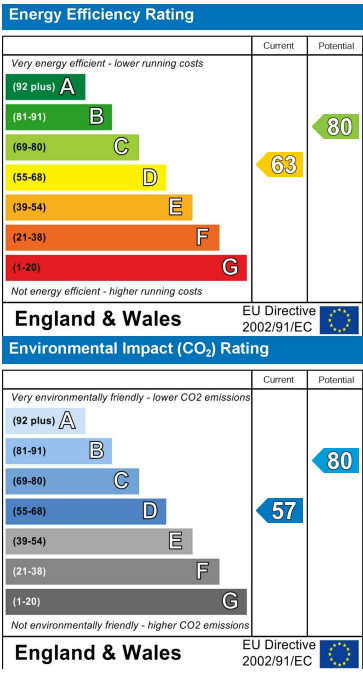 Energy Efficiency Rating
Current Potential
Very energy efficient - lower running costs
(92 plus) A
(81-91) B
(69-80) C
(55-68) D
(39-54) E
(21-38) F
(1-20) G
63
80
Not energy efficient - higher running costs
England & Wales
EU Directive
2002/91/EC
Environmental Impact (CO₂) Rating
Current Potential
Very environmentally friendly - lower CO2 emissions
(92 plus) A
(81-91) B
(69-80) C
(55-68) D
(39-54) E
(21-38) F
(1-20) G
57
80
Not environmentally friendly - higher CO2 emissions
England & Wales
EU Directive
2002/91/EC